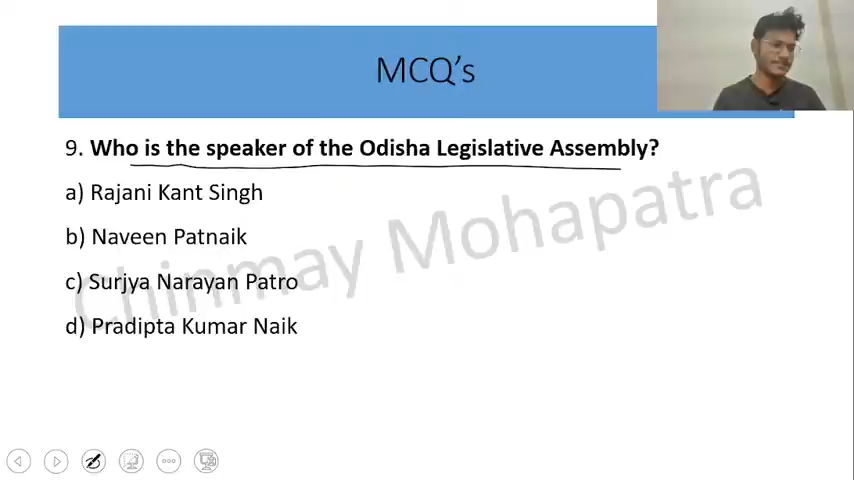 MCQ’s
9. Who is the speaker of the Odisha Legislative Assembly?
a) Rajani Kant Singh
b) Naveen Patnaik
c) Surjya Narayan Patro
d) Pradipta Kumar Naik
Chinmay Mohapatra